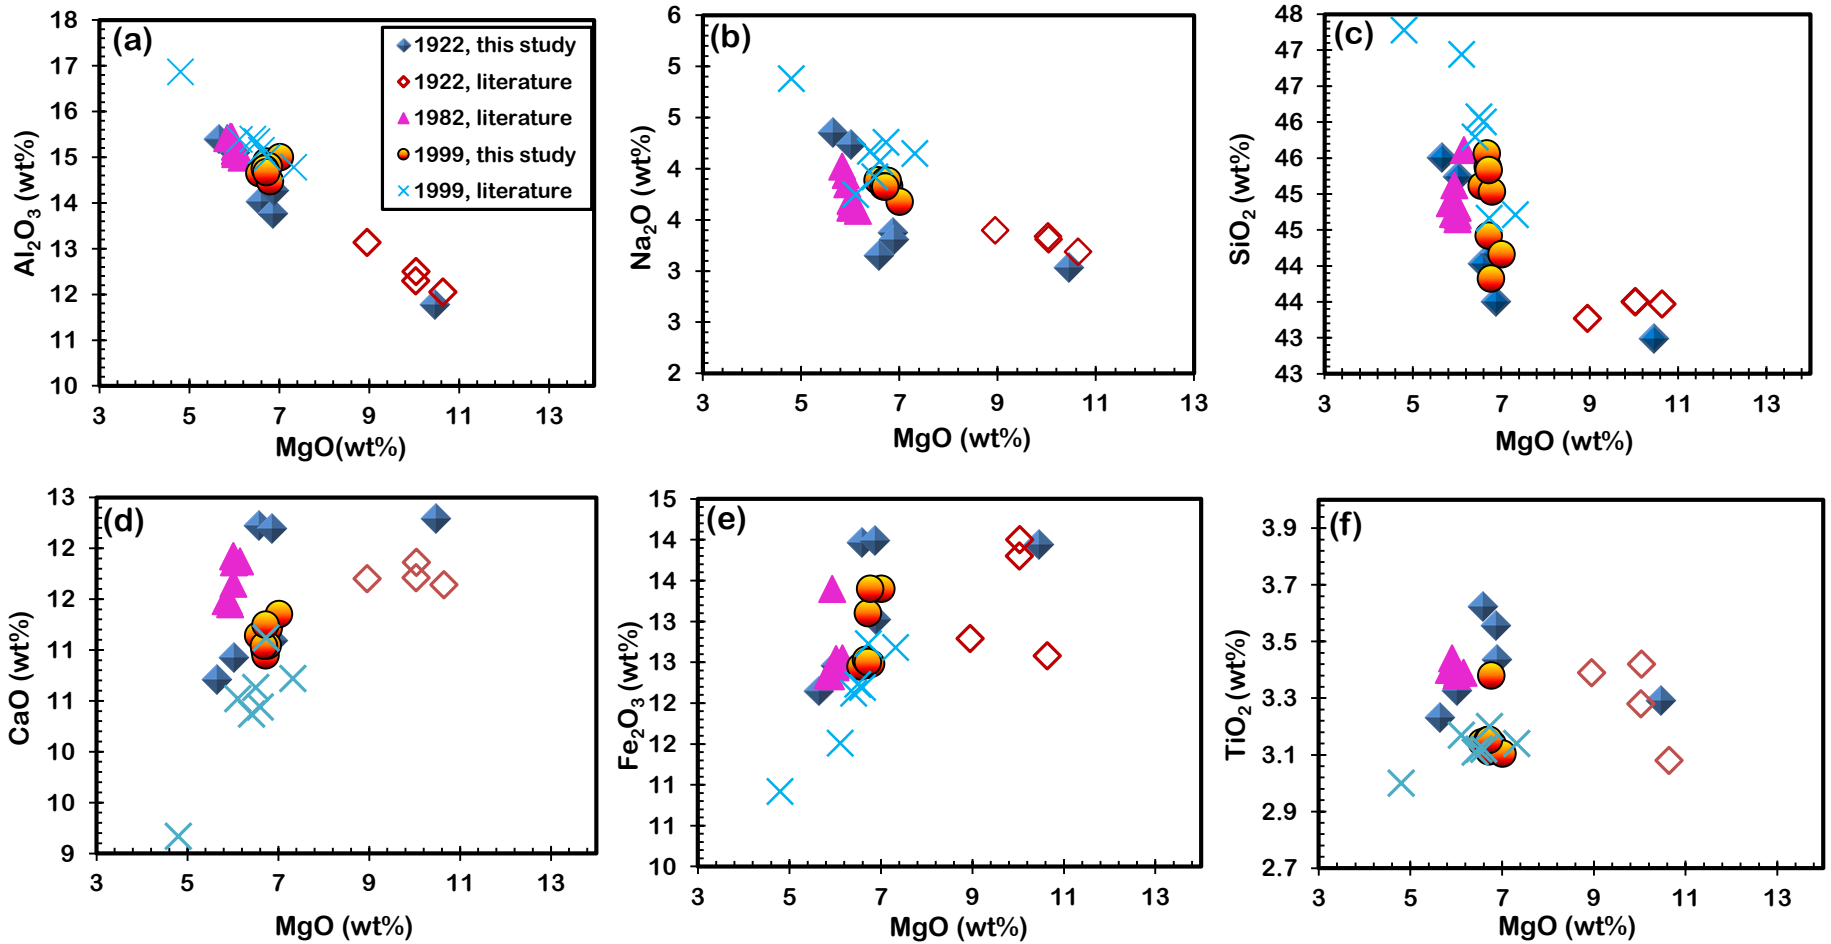 (a)
18
17
16
15
14
13
12
11
10
Al2O3 (wt%)
3 5 7 9 11 13
MgO(wt%)
1922, this study
1922, literature
1982, literature
1999, this study
1999, literature
(b)
6
5
5
4
4
3
3
2
Na2O (wt%)
3 5 7 9 11 13
MgO (wt%)
(c)
48
47
47
46
46
45
45
44
44
43
43
SiO2 (wt%)
3 5 7 9 11 13
MgO (wt%)
(d)
13
12
12
11
11
10
10
9
CaO (wt%)
3 5 7 9 11 13
MgO (wt%)
(e)
15
14
14
13
13
12
12
11
11
10
Fe2O3 (wt%)
3 5 7 9 11 13
MgO (wt%)
(f)
3.9
3.7
3.5
3.3
3.1
2.9
2.7
TiO2 (wt%)
3 5 7 9 11 13
MgO (wt%)